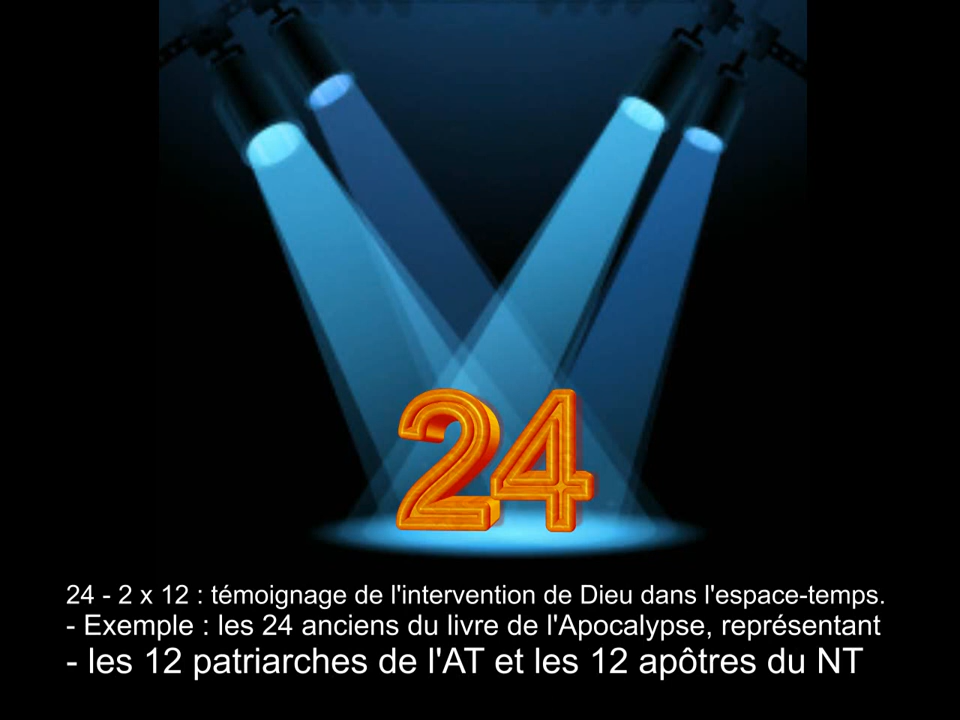 24
24 - 2 x 12 : témoignage de l'intervention de Dieu dans l'espace-temps.
- Exemple : les 24 anciens du livre de l'Apocalypse, représentant
- les 12 patriarches de l'AT et les 12 apôtres du NT